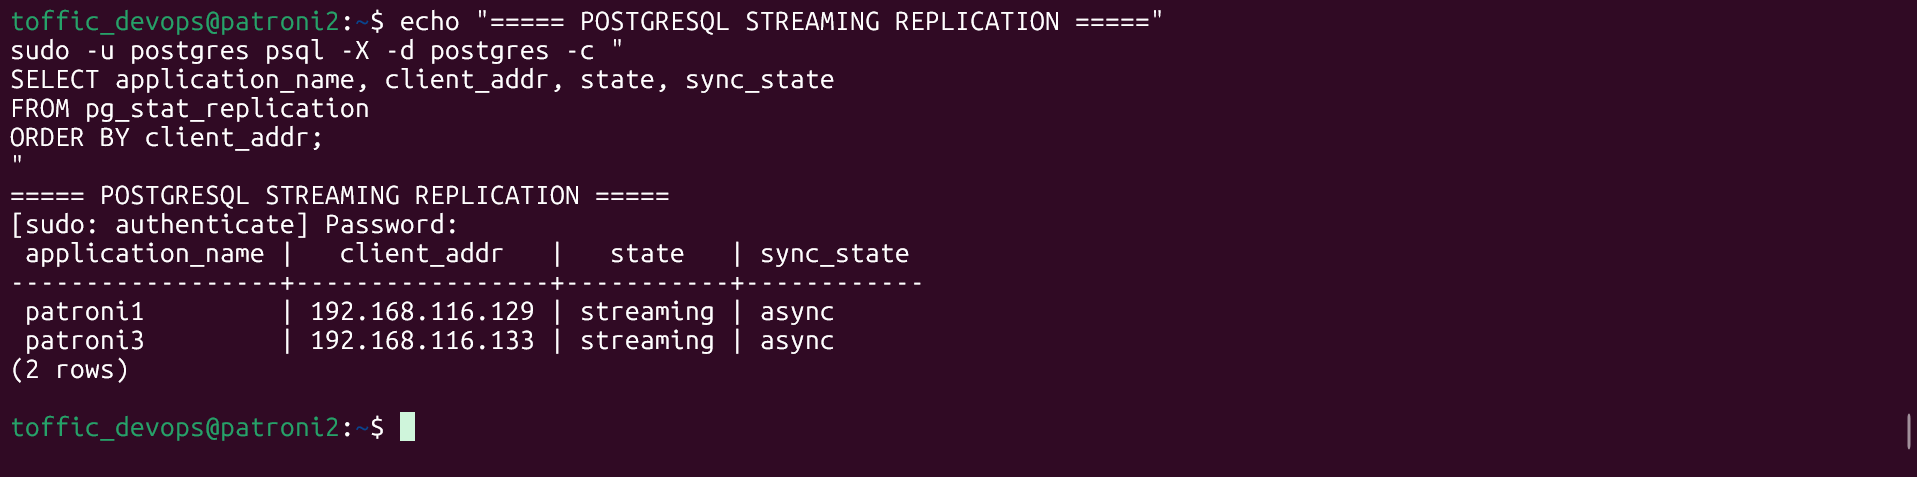 toffic_devops@patroni2:~$ echo "===== POSTGRESQL STREAMING REPLICATION ====="
sudo -u postgres psql -X -d postgres -c "
SELECT application_name, client_addr, state, sync_state
FROM pg_stat_replication
ORDER BY client_addr;
"
===== POSTGRESQL STREAMING REPLICATION =====
[sudo: authenticate] Password:
 application_name |   client_addr   |   state   | sync_state
------------------+-----------------+-----------+------------
 patroni1         | 192.168.116.129 | streaming | async
 patroni3         | 192.168.116.133 | streaming | async
(2 rows)
toffic_devops@patroni2:~$